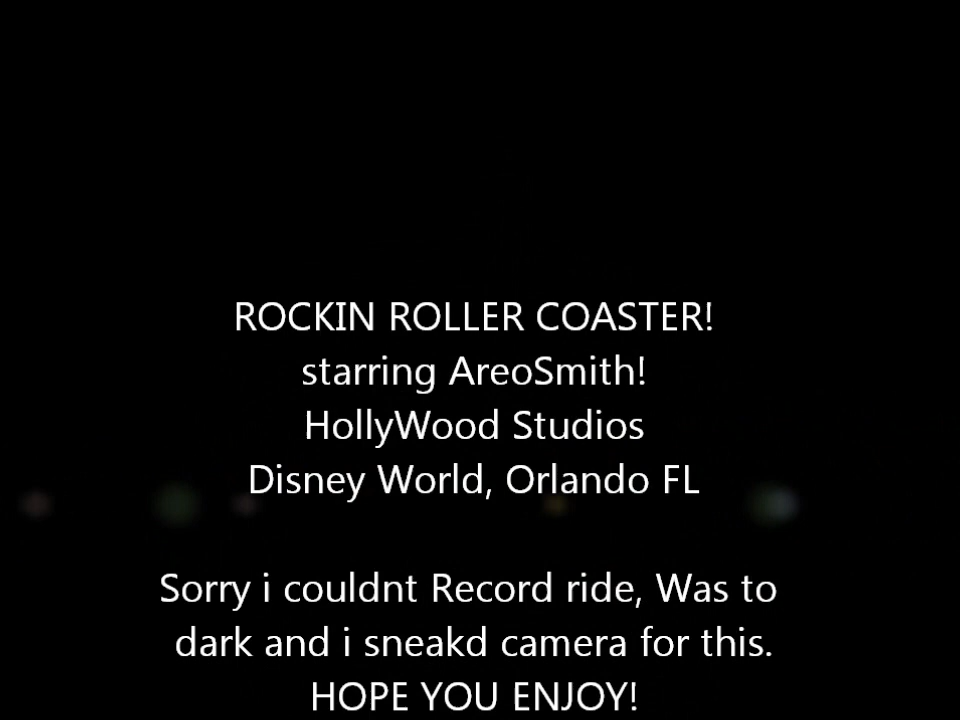 ROCKIN ROLLER COASTER!
starring AreoSmith!
HollyWood Studios
Disney World, Orlando FL
Sorry i couldnt Record ride, Was to
dark and i sneakd camera for this.
HOPE YOU ENJOY!